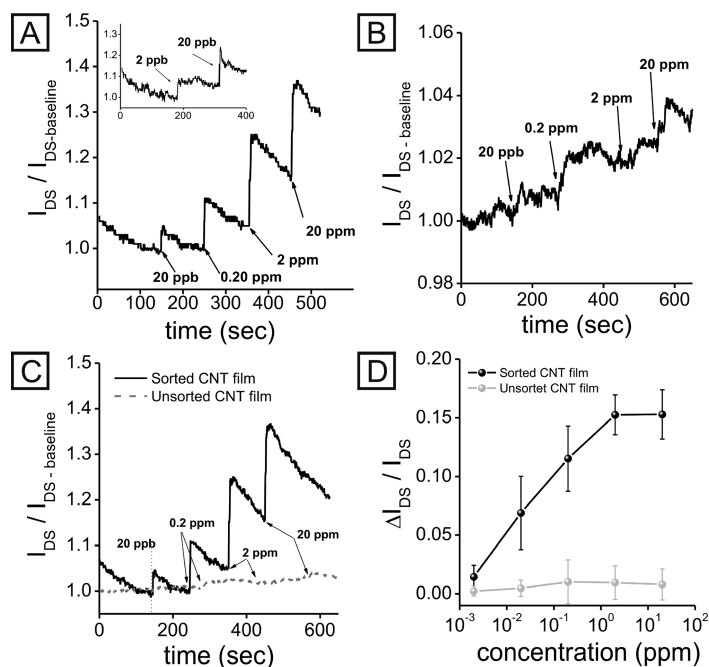 A
I_DS / I_DS-baseline
1.5
1.4
1.3
1.2
1.1
1.0
0 100 200 300 400 500
time (sec)
20 ppb
0.20 ppm
2 ppm
20 ppm
1.3
1.2
1.1
1.0
0 200 400
2 ppb
20 ppb
B
I_DS / I_DS - baseline
1.06
1.04
1.02
1.00
0.98
0 200 400 600
time (sec)
20 ppb
0.2 ppm
2 ppm
20 ppm
C
I_DS / I_DS - baseline
1.5
1.4
1.3
1.2
1.1
1.0
0 200 400 600
time (sec)
Sorted CNT film
Unsorted CNT film
20 ppb
0.2 ppm
2 ppm
20 ppm
D
ΔI_DS / I_DS
0.20
0.15
0.10
0.05
0.00
10^-3 10^-2 10^-1 10^0 10^1 10^2
concentration (ppm)
Sorted CNT film
Unsortet CNT film